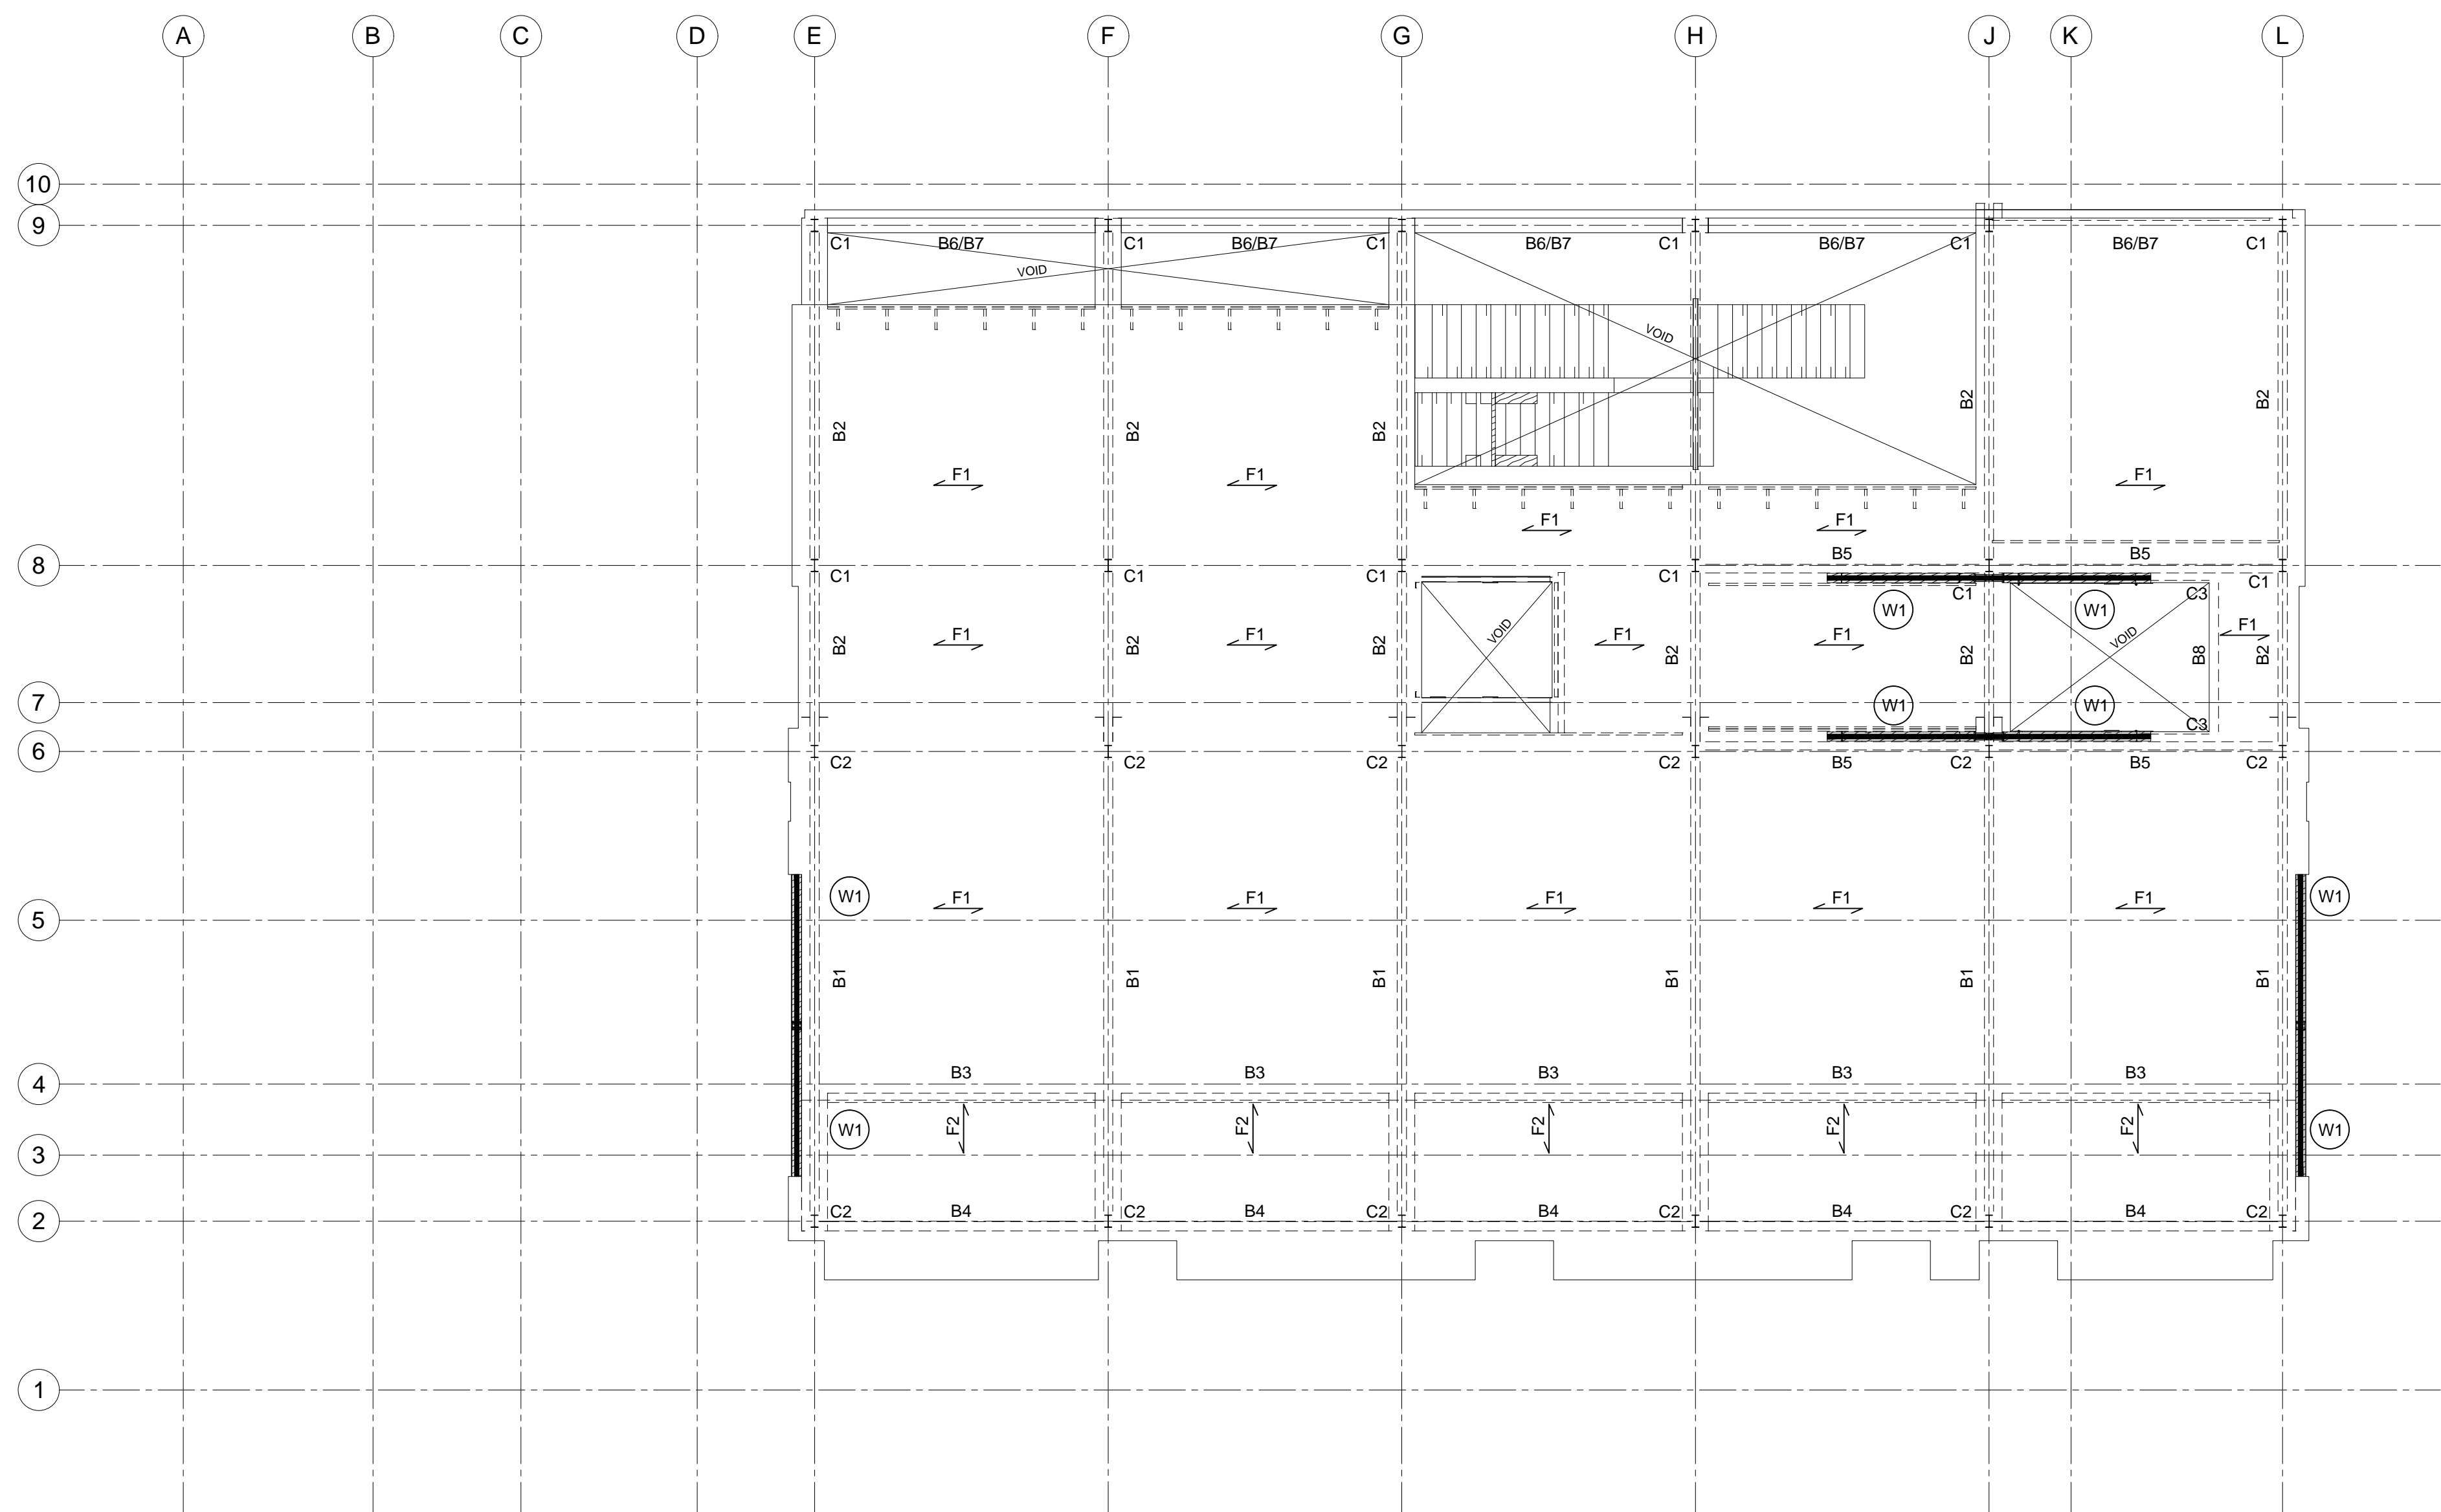 A B C D E F G H J K L
10
9
C1 B6/B7 C1 B6/B7 C1 B6/B7 C1 B6/B7 C1 B6/B7 C1
VOID
VOID
B2 B2
B2 B2 B2
F1 F1 F1
F1 F1
B5 B5
8
C1 C1 C1 C1 C1
C1 C3
W1 W1
VOID VOID
F1
F1 F1 F1 F1
B2 B2 B2 B2 B2 B8 B2
7
W1 W1
C3
6
C2 C2 C2 C2 B5 C2 B5 C2
W1 F1 F1 F1 F1 F1 W1
5
B1 B1 B1 B1 B1 B1
B3 B3 B3 B3 B3
4
W1 F2 F2 F2 F2 F2 W1
3
C2 B4 C2 B4 C2 B4 C2 B4 C2 B4 C2
2
1